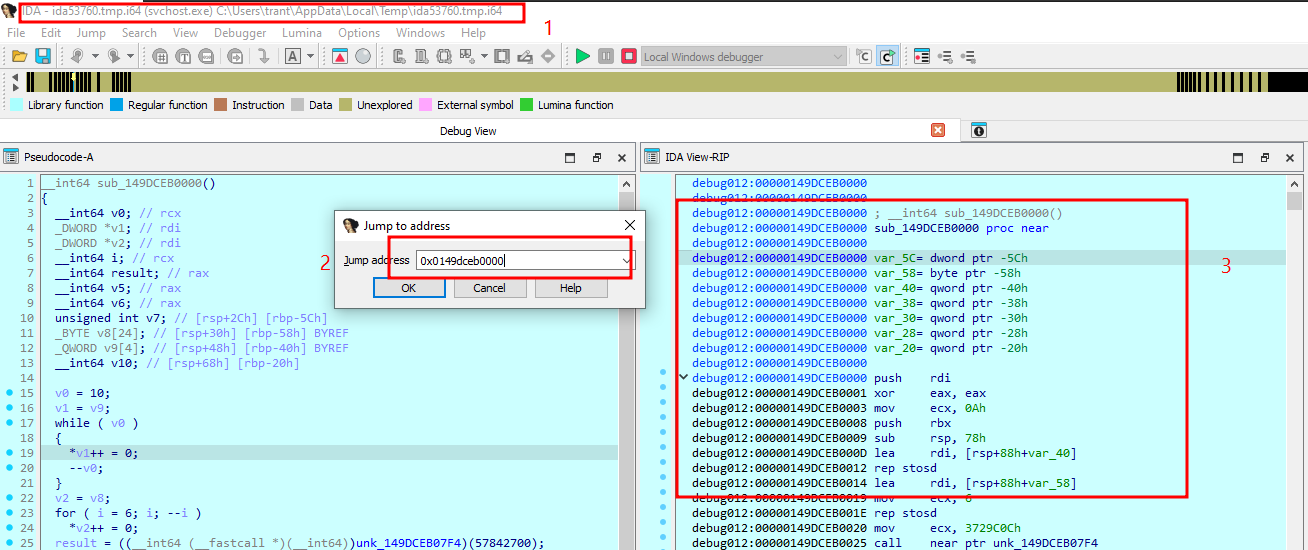 IDA - ida53760.tmp.i64 (svchost.exe) C:\Users\trant\AppData\Local\Temp\ida53760.tmp.i64
1
File Edit Jump Search View Debugger Lumina Options Windows Help
Local Windows debugger
Library function Regular function Instruction Data Unexplored External symbol Lumina function
Debug View
Pseudocode-A
1 __int64 sub_149DCEB0000()
2 {
3 __int64 v0; // rcx
4 _DWORD *v1; // rdi
5 _DWORD *v2; // rdi
6 __int64 i; // rcx
7 __int64 result; // rax
8 __int64 v5; // rax
9 __int64 v6; // rax
10 unsigned int v7; // [rsp+2Ch] [rbp-5Ch]
11 _BYTE v8[24]; // [rsp+30h] [rbp-58h] BYREF
12 _QWORD v9[4]; // [rsp+48h] [rbp-40h] BYREF
13 __int64 v10; // [rsp+68h] [rbp-20h]
14
15 v0 = 10;
16 v1 = v9;
17 while ( v0 )
18 {
19 *v1++ = 0;
20 --v0;
21 }
22 v2 = v8;
23 for ( i = 6; i; --i )
24 *v2++ = 0;
25 result = ((__int64 (__fastcall *)(__int64))unk_149DCEB07F4)(57842700);
Jump to address
2
Jump address 0x0149dceb0000
OK Cancel Help
IDA View-RIP
debug012:00000149DCEB0000
debug012:00000149DCEB0000
debug012:00000149DCEB0000 ; __int64 sub_149DCEB0000()
debug012:00000149DCEB0000 sub_149DCEB0000 proc near
debug012:00000149DCEB0000
debug012:00000149DCEB0000 var_5C= dword ptr -5Ch
debug012:00000149DCEB0000 var_58= byte ptr -58h
debug012:00000149DCEB0000 var_40= qword ptr -40h
debug012:00000149DCEB0000 var_38= qword ptr -38h
debug012:00000149DCEB0000 var_30= qword ptr -30h
debug012:00000149DCEB0000 var_28= qword ptr -28h
debug012:00000149DCEB0000 var_20= qword ptr -20h
debug012:00000149DCEB0000
debug012:00000149DCEB0000 push rdi
debug012:00000149DCEB0001 xor eax, eax
debug012:00000149DCEB0003 mov ecx, 0Ah
debug012:00000149DCEB0008 push rbx
debug012:00000149DCEB0009 sub rsp, 78h
debug012:00000149DCEB000D lea rdi, [rsp+88h+var_40]
debug012:00000149DCEB0012 rep stosd
debug012:00000149DCEB0014 lea rdi, [rsp+88h+var_58]
debug012:00000149DCEB0019 mov ecx, 6
debug012:00000149DCEB001E rep stosd
debug012:00000149DCEB0020 mov ecx, 3729C0Ch
debug012:00000149DCEB0025 call near ptr unk_149DCEB07F4
3